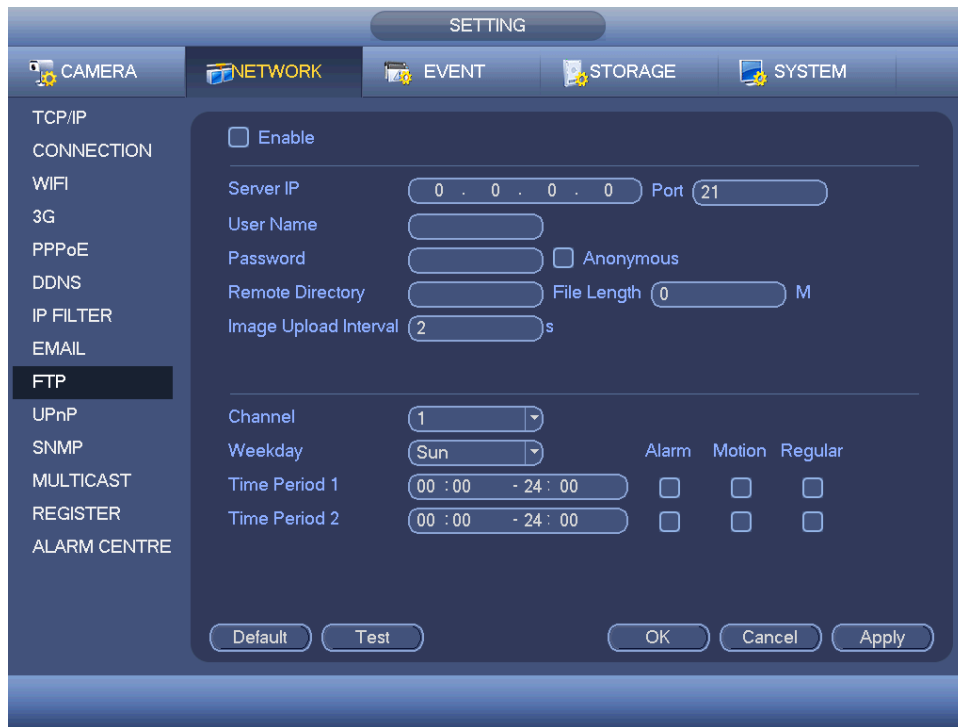 SETTING
CAMERA NETWORK EVENT STORAGE SYSTEM
TCP/IP
CONNECTION
WIFI
3G
PPPoE
DDNS
IP FILTER
EMAIL
FTP
UPnP
SNMP
MULTICAST
REGISTER
ALARM CENTRE
Enable
Server IP 0 . 0 . 0 . 0 Port 21
User Name
Password Anonymous
Remote Directory File Length 0 M
Image Upload Interval 2 s
Channel 1
Weekday Sun Alarm Motion Regular
Time Period 1 00 :00 - 24 : 00
Time Period 2 00 :00 - 24 : 00
Default Test OK Cancel Apply